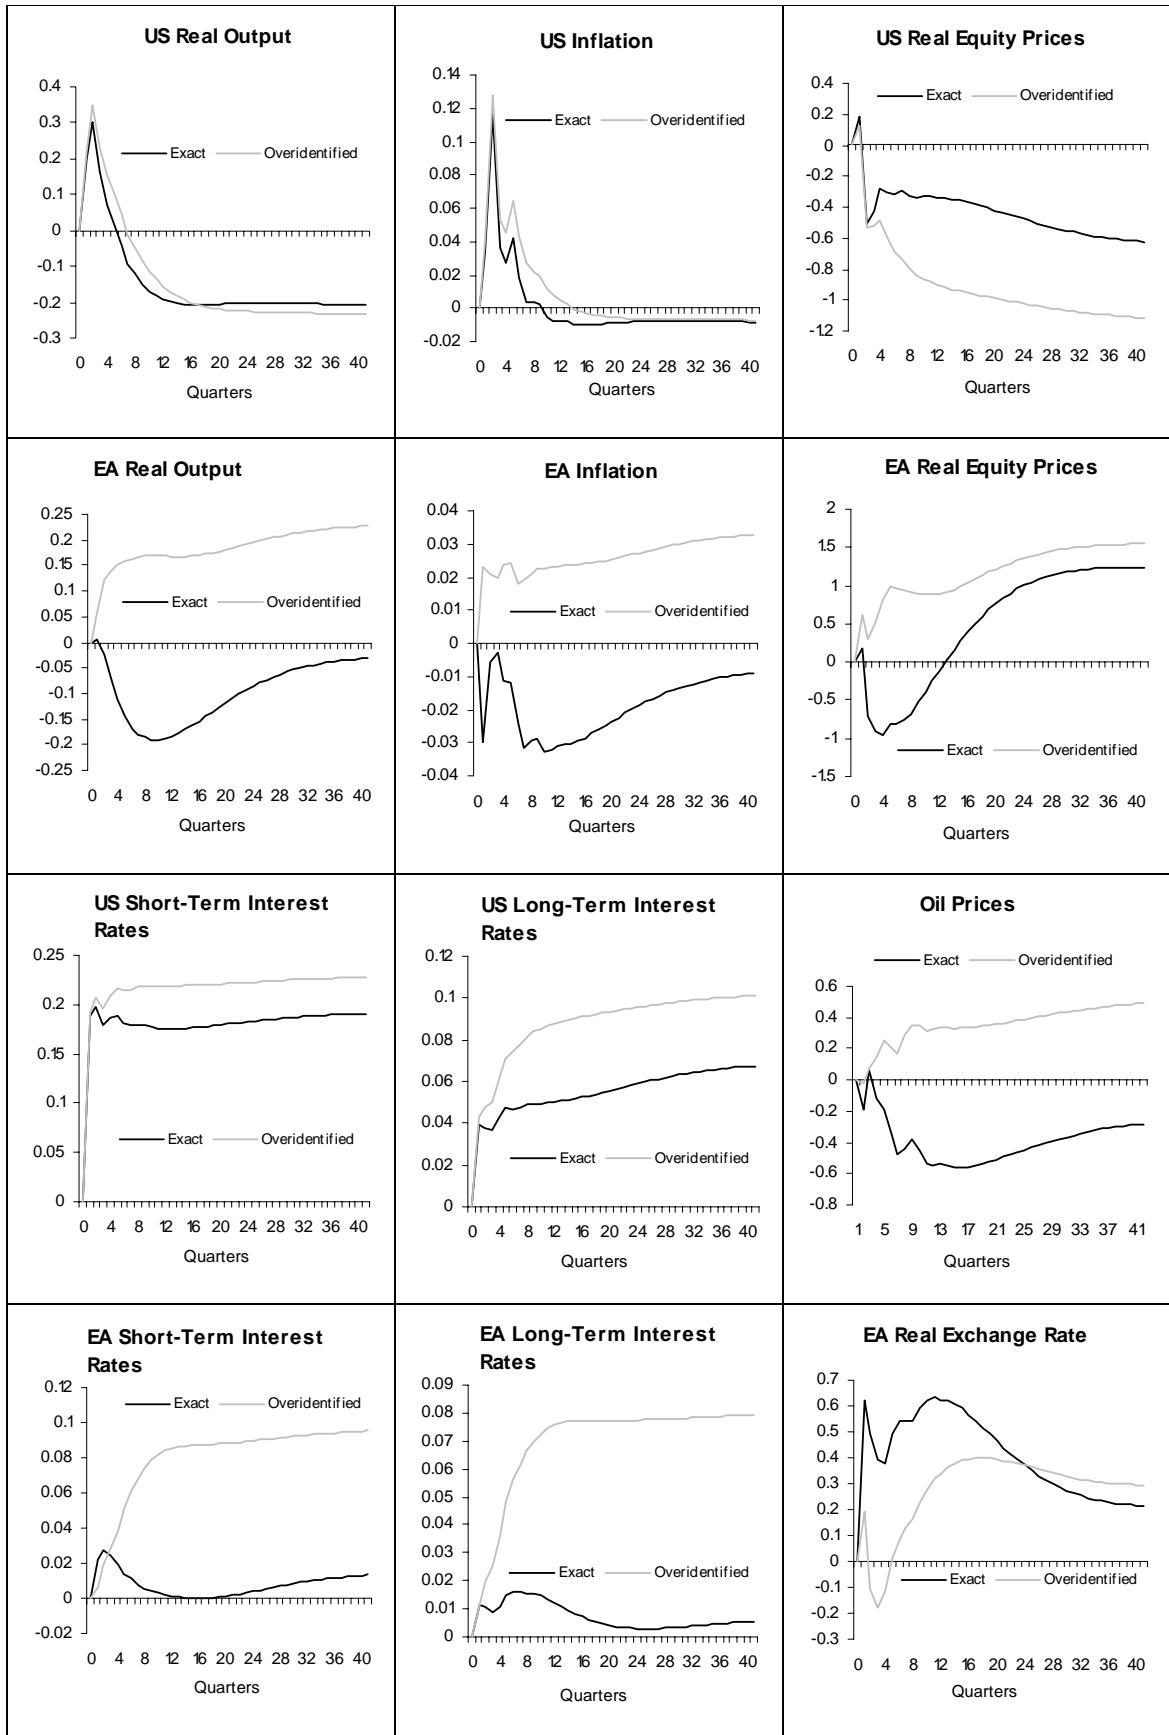 US Real Output
0.4
0.3
0.2
0.1
0
-0.1
-0.2
-0.3
Exact Overidentified
0 4 8 12 16 20 24 28 32 36 40
Quarters
US Inflation
0.14
0.12
0.1
0.08
0.06
0.04
0.02
0
-0.02
Exact Overidentified
0 4 8 12 16 20 24 28 32 36 40
Quarters
US Real Equity Prices
0.4
0.2
0
-0.2
-0.4
-0.6
-0.8
-1
-1.2
Exact Overidentified
0 4 8 12 16 20 24 28 32 36 40
Quarters
EA Real Output
0.25
0.2
0.15
0.1
0.05
0
-0.05
-0.1
-0.15
-0.2
-0.25
Exact Overidentified
0 4 8 12 16 20 24 28 32 36 40
Quarters
EA Inflation
0.04
0.03
0.02
0.01
0
-0.01
-0.02
-0.03
-0.04
Exact Overidentified
0 4 8 12 16 20 24 28 32 36 40
Quarters
EA Real Equity Prices
2
1.5
1
0.5
0
-0.5
-1
-1.5
Exact Overidentified
0 4 8 12 16 20 24 28 32 36 40
Quarters
US Short-Term Interest
Rates
0.25
0.2
0.15
0.1
0.05
0
Exact Overidentified
0 4 8 12 16 20 24 28 32 36 40
Quarters
US Long-Term Interest
Rates
0.12
0.1
0.08
0.06
0.04
0.02
0
Exact Overidentified
0 4 8 12 16 20 24 28 32 36 40
Quarters
Oil Prices
Exact Overidentified
0.6
0.4
0.2
0
-0.2
-0.4
-0.6
-0.8
1 5 9 13 17 21 25 29 33 37 41
Quarters
EA Short-Term Interest
Rates
0.12
0.1
0.08
0.06
0.04
0.02
0
-0.02
Exact Overidentified
0 4 8 12 16 20 24 28 32 36 40
Quarters
EA Long-Term Interest
Rates
0.09
0.08
0.07
0.06
0.05
0.04
0.03
0.02
0.01
0
Exact Overidentified
0 4 8 12 16 20 24 28 32 36 40
Quarters
EA Real Exchange Rate
0.7
0.6
0.5
0.4
0.3
0.2
0.1
0
-0.1
-0.2
-0.3
Exact Overidentified
0 4 8 12 16 20 24 28 32 36 40
Quarters